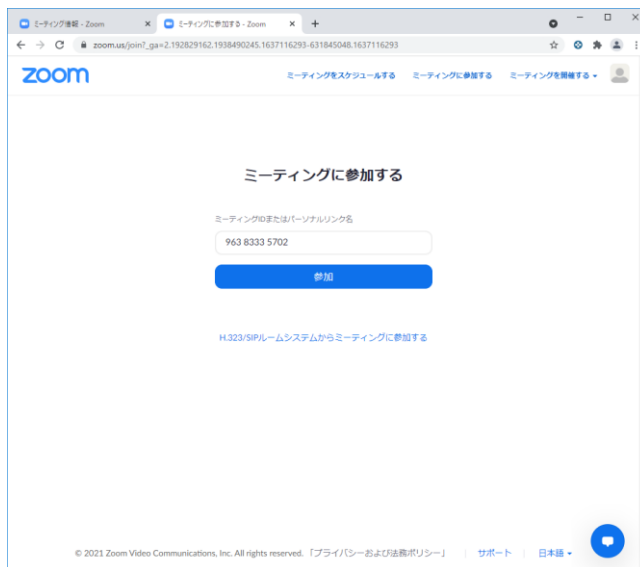 ミーティング情報 - Zoom
ミーティングに参加する - Zoom
zoom.us/join?_ga=2.192829162.1938490245.1637116293-631845048.1637116293
zoom
ミーティングをスケジュールする ミーティングに参加する ミーティングを開催する
ミーティングに参加する
ミーティングIDまたはパーソナルリンク名
963 8333 5702
参加
H.323/SIPルームシステムからミーティングに参加する
© 2021 Zoom Video Communications, Inc. All rights reserved. 「プライバシーおよび法務ポリシー」 | サポート | 日本語